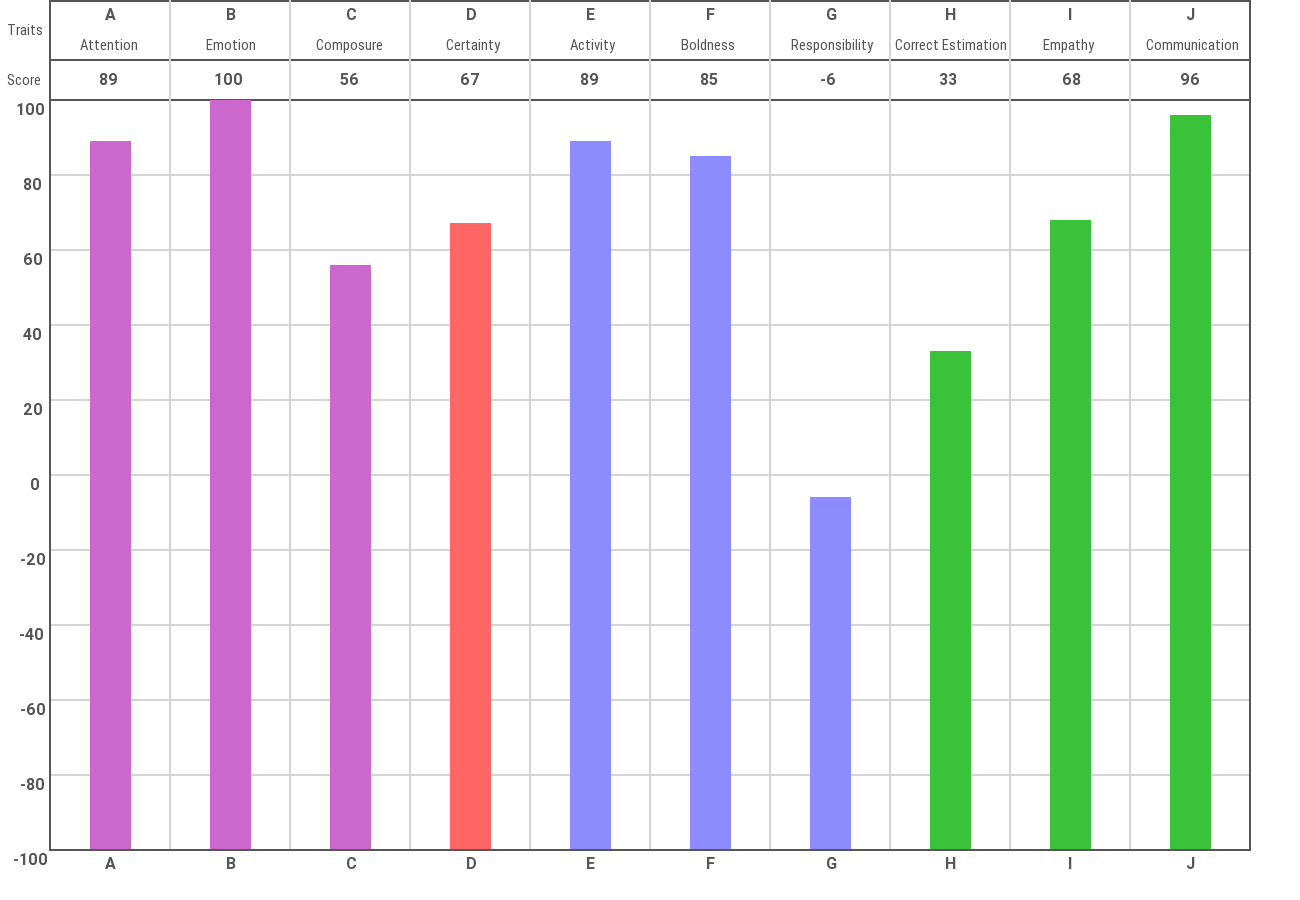 A B C D E F G H I J
Traits
Attention Emotion Composure Certainty Activity Boldness Responsibility Correct Estimation Empathy Communication
Score 89 100 56 67 89 85 -6 33 68 96
100
80
60
40
20
0
-20
-40
-60
-80
-100
A B C D E F G H I J